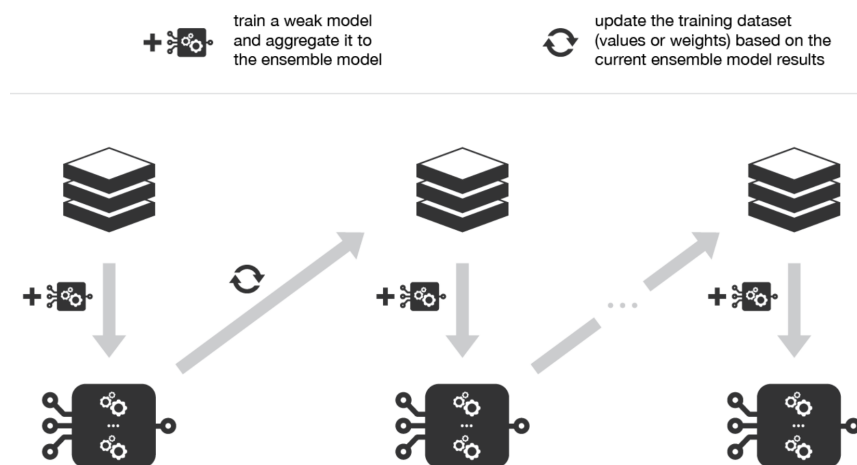 train a weak model
and aggregate it to
the ensemble model
update the training dataset
(values or weights) based on the
current ensemble model results